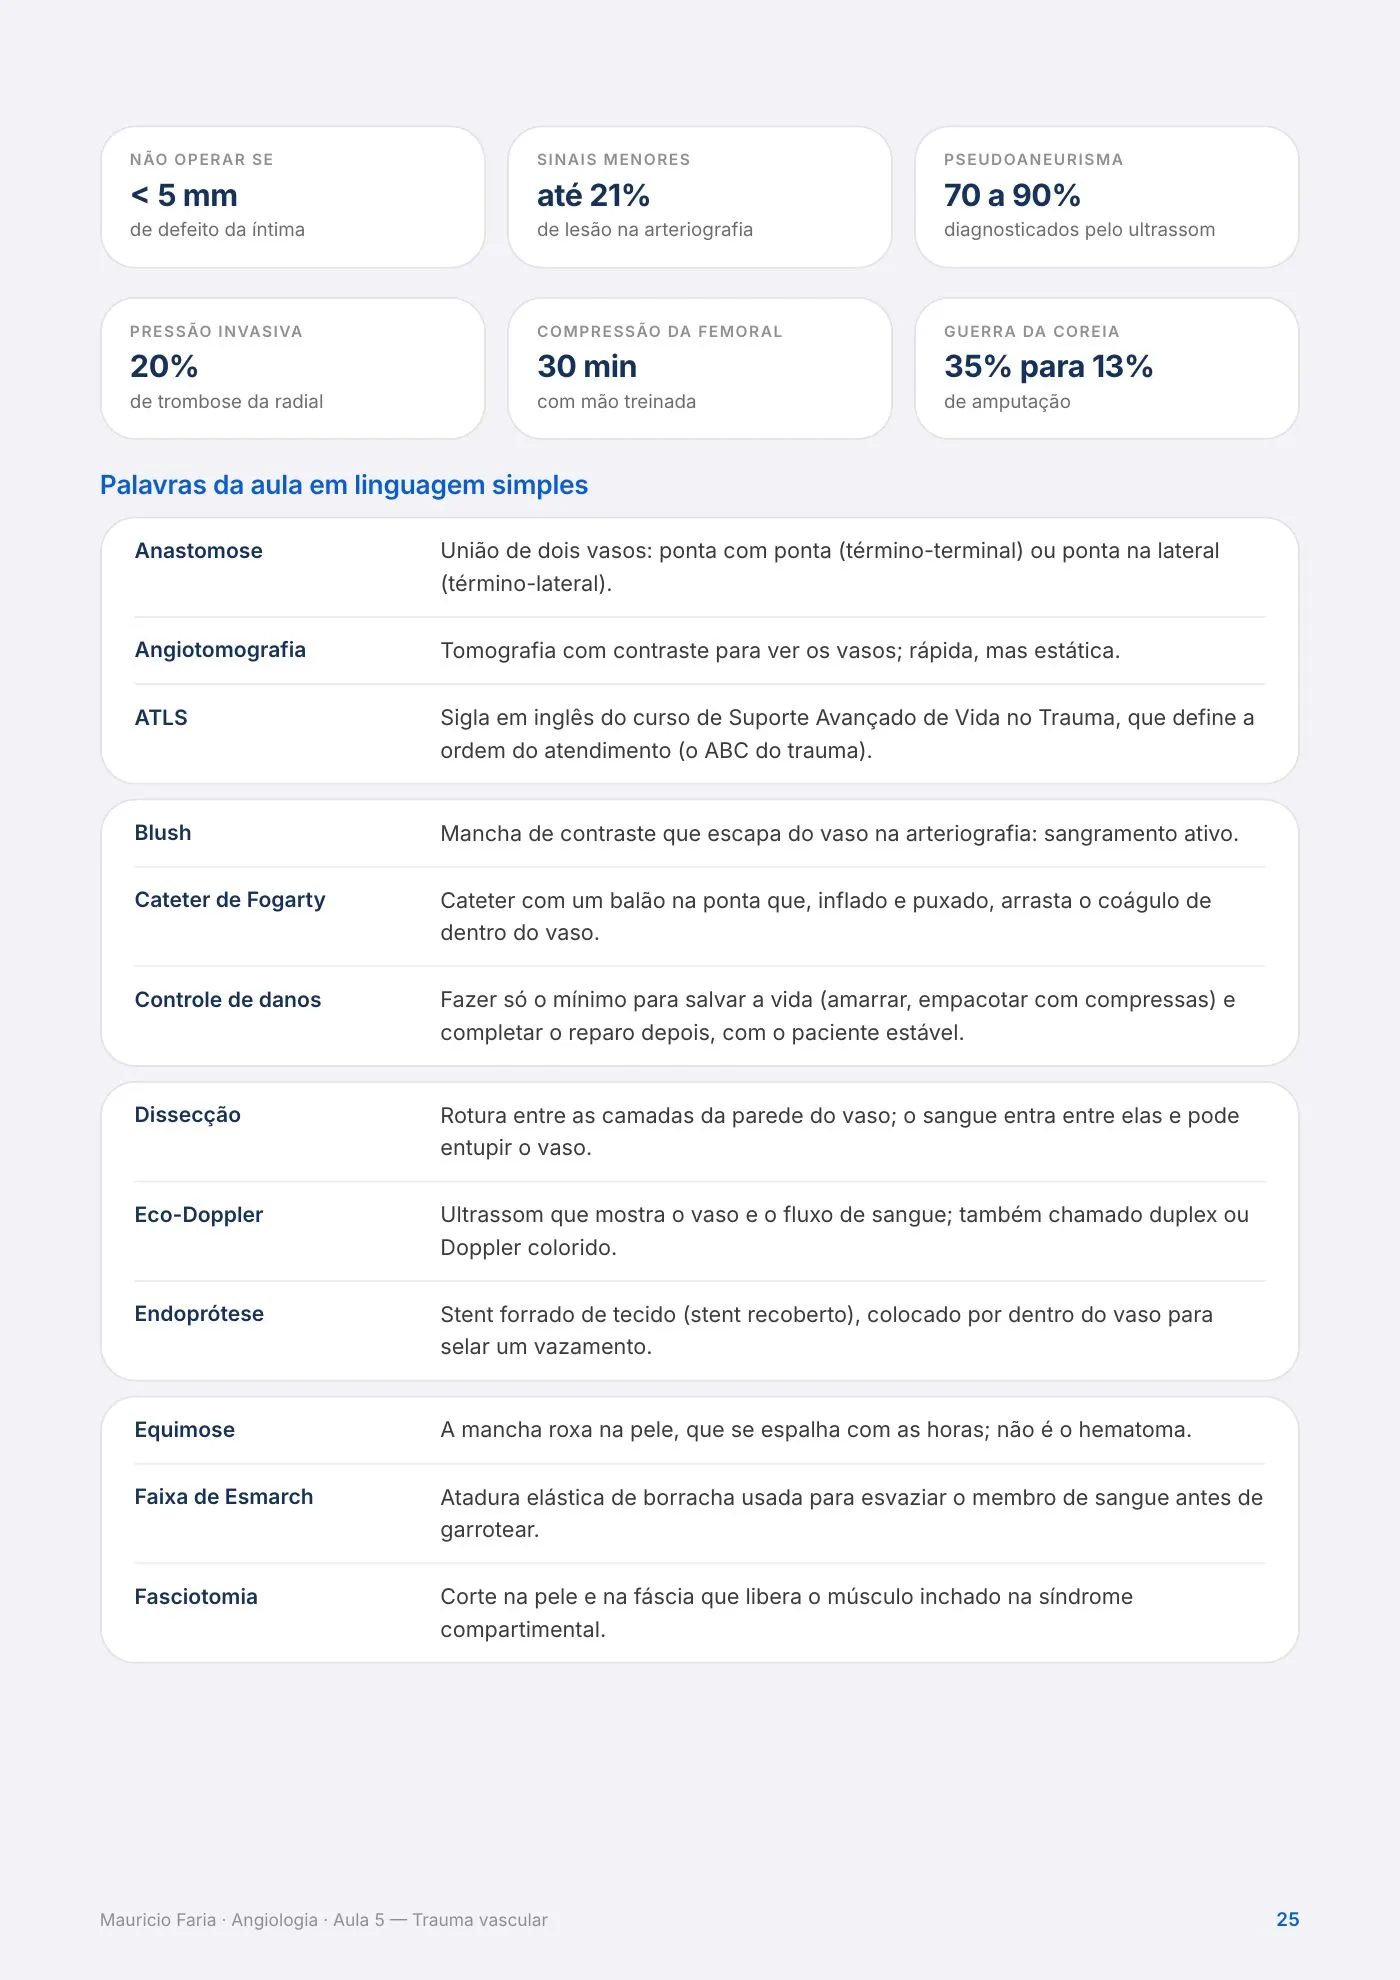 NÃO OPERAR SE
< 5 mm
de defeito da íntima
SINAIS MENORES
até 21%
de lesão na arteriografia
PSEUDOANEURISMA
70 a 90%
diagnosticados pelo ultrassom
PRESSÃO INVASIVA
20%
de trombose da radial
COMPRESSÃO DA FEMORAL
30 min
com mão treinada
GUERRA DA COREIA
35% para 13%
de amputação
Palavras da aula em linguagem simples
Anastomose
União de dois vasos: ponta com ponta (término-terminal) ou ponta na lateral
(término-lateral).
Angiotomografia
Tomografia com contraste para ver os vasos; rápida, mas estática.
ATLS
Sigla em inglês do curso de Suporte Avançado de Vida no Trauma, que define a
ordem do atendimento (o ABC do trauma).
Blush
Mancha de contraste que escapa do vaso na arteriografia: sangramento ativo.
Cateter de Fogarty
Cateter com um balão na ponta que, inflado e puxado, arrasta o coágulo de
dentro do vaso.
Controle de danos
Fazer só o mínimo para salvar a vida (amarrar, empacotar com compressas) e
completar o reparo depois, com o paciente estável.
Dissecção
Rotura entre as camadas da parede do vaso; o sangue entra entre elas e pode
entupir o vaso.
Eco-Doppler
Ultrassom que mostra o vaso e o fluxo de sangue; também chamado duplex ou
Doppler colorido.
Endoprótese
Stent forrado de tecido (stent recoberto), colocado por dentro do vaso para
selar um vazamento.
Equimose
A mancha roxa na pele, que se espalha com as horas; não é o hematoma.
Faixa de Esmarch
Atadura elástica de borracha usada para esvaziar o membro de sangue antes de
garrotear.
Fasciotomia
Corte na pele e na fáscia que libera o músculo inchado na síndrome
compartimental.
Mauricio Faria · Angiologia · Aula 5 — Trauma vascular
25